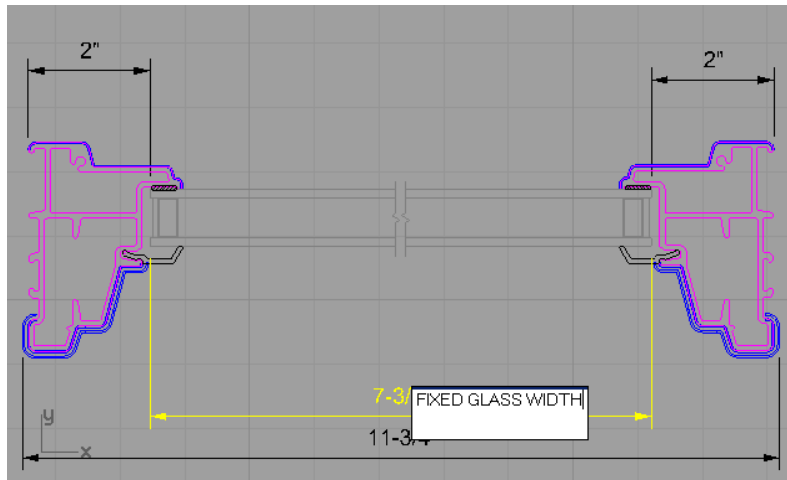 2"
2"
7-3/
FIXED GLASS WIDTH
11-3/4
y
x